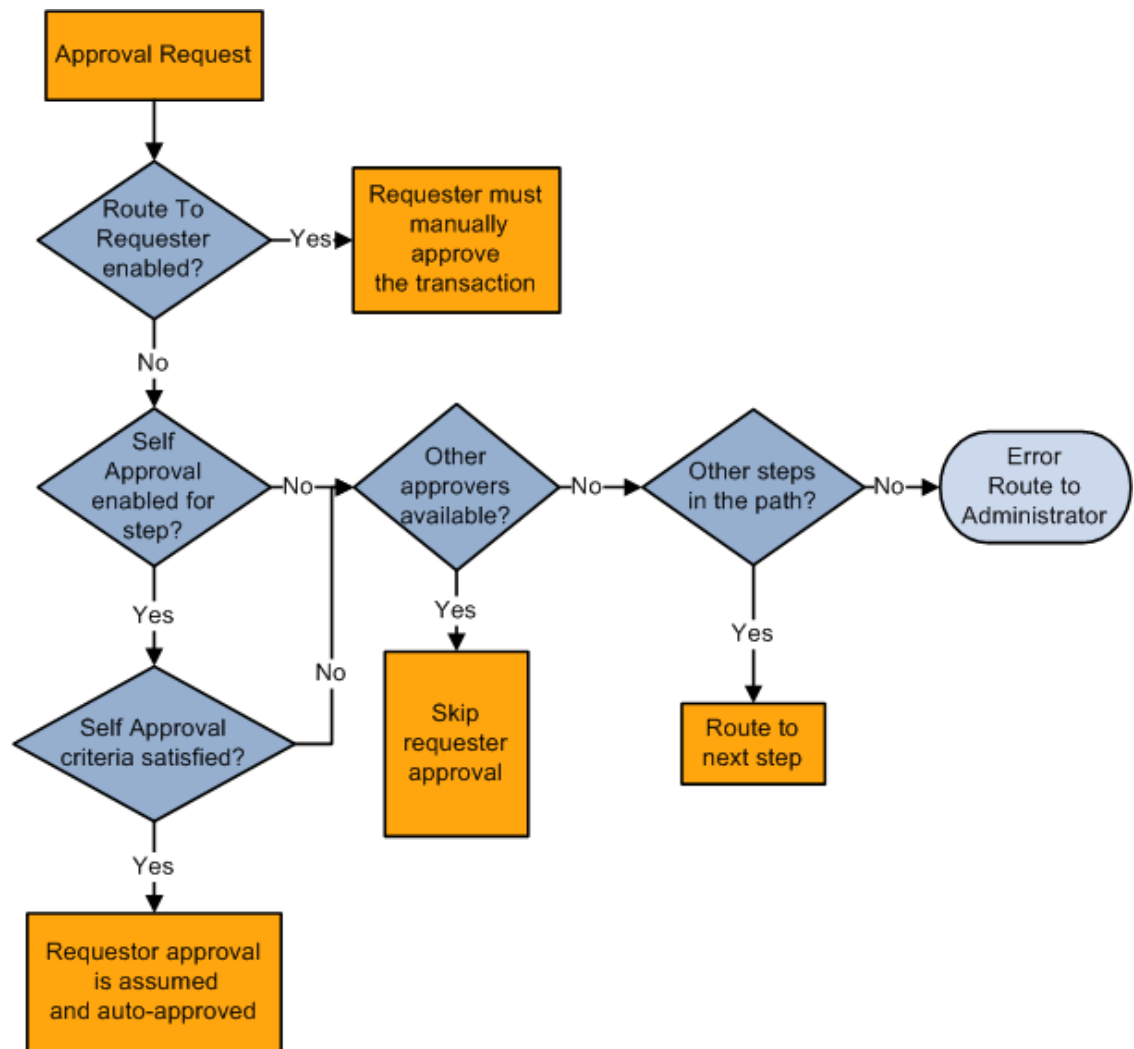 Approval Request
Route To
Requester
enabled?
Yes
Requester must
manually
approve
the transaction
No
Self
Approval
enabled for
step?
No
Other
approvers
available?
No
Other steps
in the path?
No
Error
Route to
Administrator
Yes
Yes
Yes
No
Self Approval
criteria satisfied?
Skip
requester
approval
Route to
next step
Yes
Requestor approval
is assumed
and auto-approved